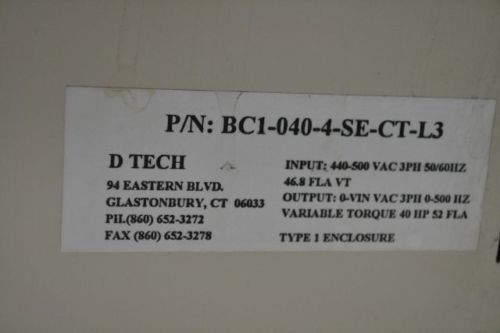 P/N: BC1-040-4-SE-CT-L3
D TECH
94 EASTERN BLVD.
GLASTONBURY, CT 06033
PH.(860) 652-3272
FAX (860) 652-3278
INPUT: 440-500 VAC 3PH 50/60HZ
46.8 FLA VT
OUTPUT: 0-VIN VAC 3PH 0-500 HZ
VARIABLE TORQUE 40 HP 52 FLA
TYPE 1 ENCLOSURE